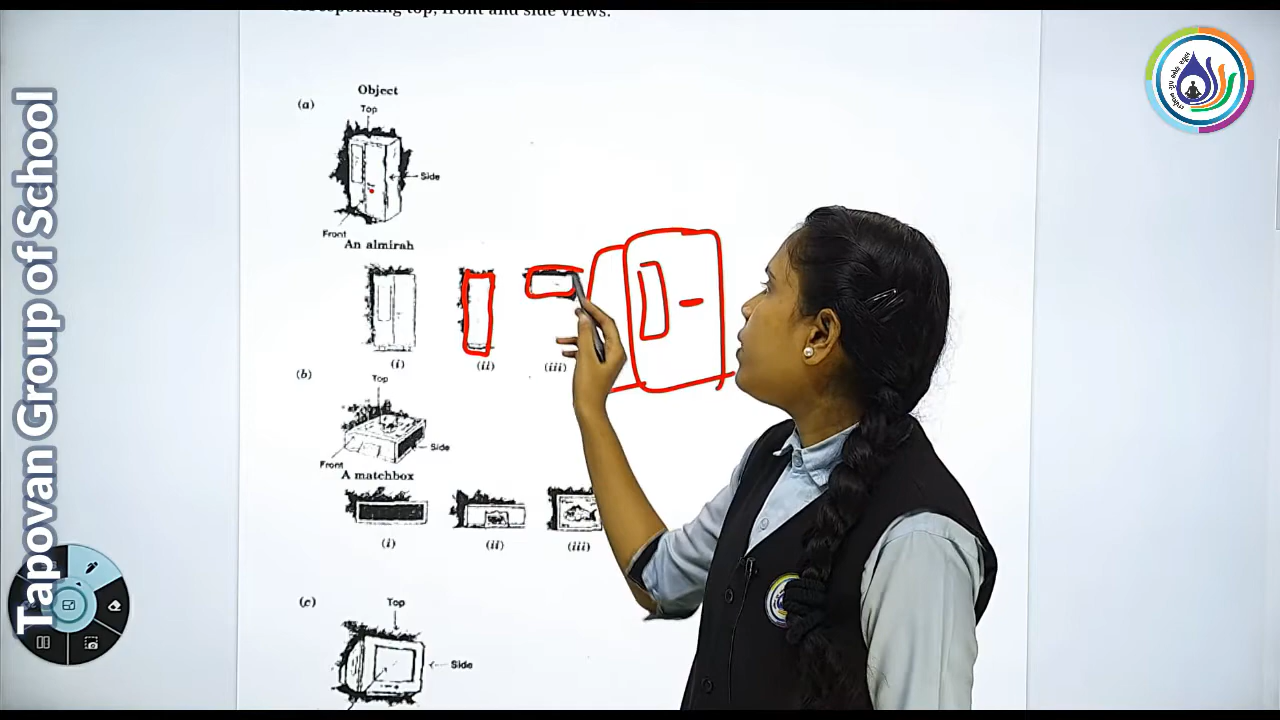 corresponding top, front and side views.
Object
(a)
Top
Side
Front
An almirah
(i)
(ii)
(iii)
(b)
Top
Side
Front
A matchbox
(i)
(ii)
(iii)
(c)
Top
Side
Tapovan Group of School